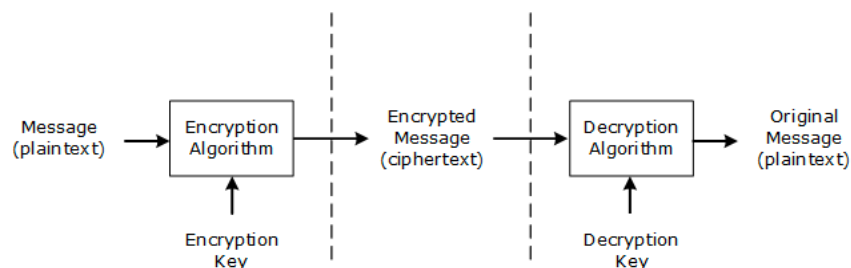 Message
(plaintext)
Encryption
Algorithm
Encryption
Key
Encrypted
Message
(ciphertext)
Decryption
Algorithm
Decryption
Key
Original
Message
(plaintext)